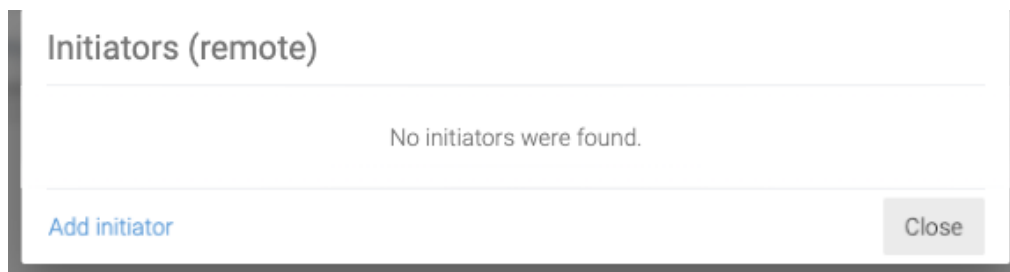 Initiators (remote)
No initiators were found.
Add initiator
Close